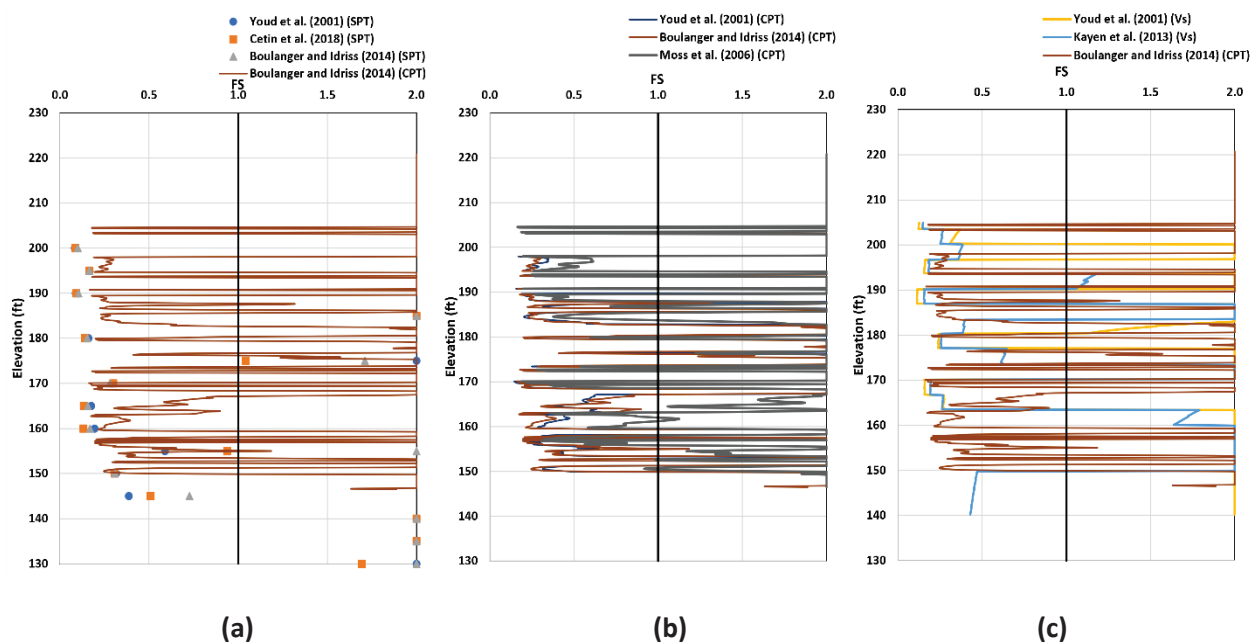 Youd et al. (2001) (SPT)
Cetin et al. (2018) (SPT)
Boulanger and Idriss (2014) (SPT)
Boulanger and Idriss (2014) (CPT)
FS
0.0 0.5 1.0 1.5 2.0
230
220
210
200
190
180
170
160
150
140
130
Elevation (ft)
(a)
Youd et al. (2001) (CPT)
Boulanger and Idriss (2014) (CPT)
Moss et al. (2006) (CPT)
FS
0.0 0.5 1.0 1.5 2.0
230
220
210
200
190
180
170
160
150
140
130
Elevation (ft)
(b)
Youd et al. (2001) (Vs)
Kayen et al. (2013) (Vs)
Boulanger and Idriss (2014) (CPT)
FS
0.0 0.5 1.0 1.5 2.0
230
220
210
200
190
180
170
160
150
140
130
Elevation (ft)
(c)